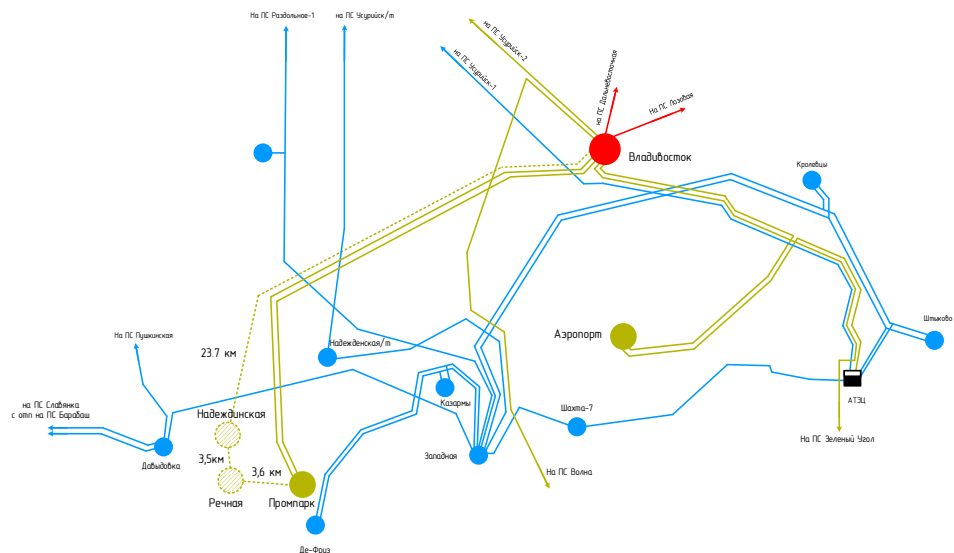 На ПС Раздольное-1
на ПС Уссурийск/т
на ПС Уссурийск-2
на ПС Уссурийск-1
на ПС Дальневосточная
На ПС Лозовая
Владивосток
Кролевцы
На ПС Пушкинская
Надежденская/т
Аэропорт
Штыково
23.7 км
на ПС Славянка
с отп на ПС Барабаш
Надеждинская
Казармы
Шахта-7
АТЭЦ
На ПС Зеленый Угол
Давыдовка
3,5км
3,6 км
Западная
На ПС Волна
Речная
Промпарк
Де-Фриз